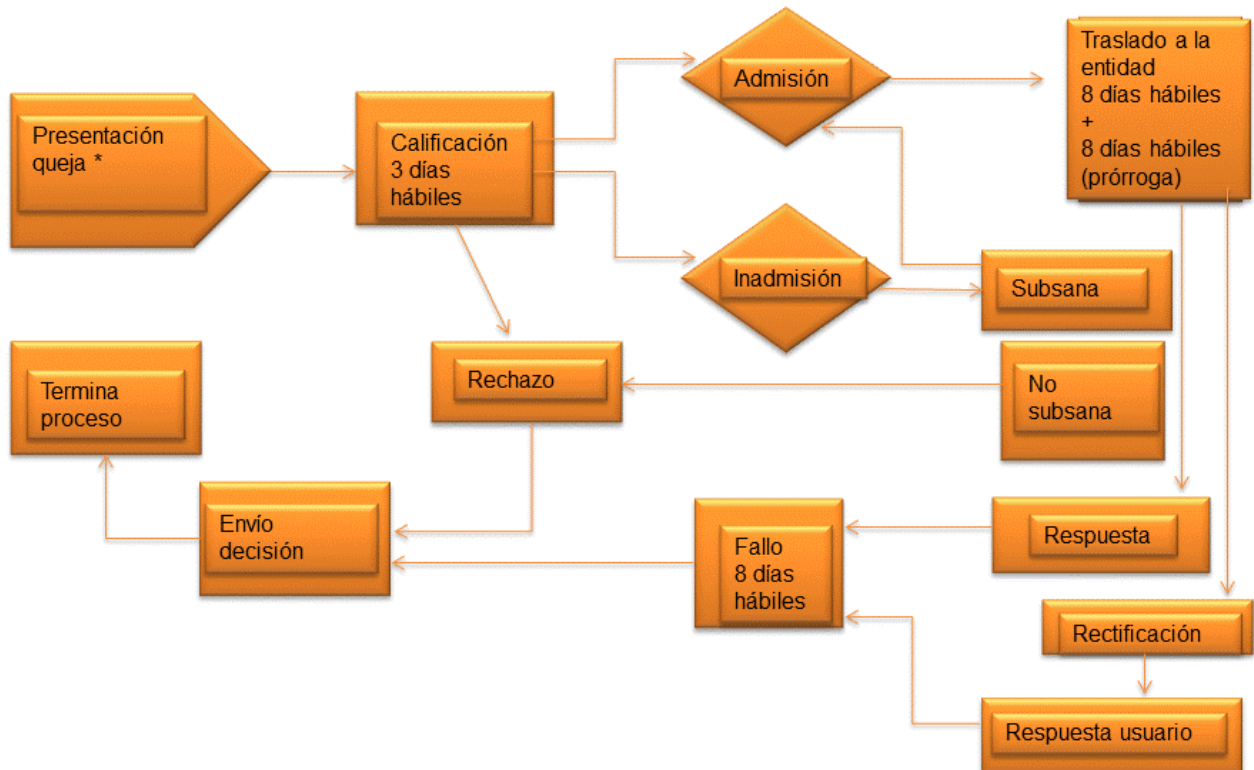 Presentación
queja *
Calificación
3 días
hábiles
Admisión
Traslado a la
entidad
8 días hábiles
+
8 días hábiles
(prórroga)
Inadmisión
Subsana
Rechazo
No
subsana
Termina
proceso
Envío
decisión
Fallo
8 días
hábiles
Respuesta
Rectificación
Respuesta usuario